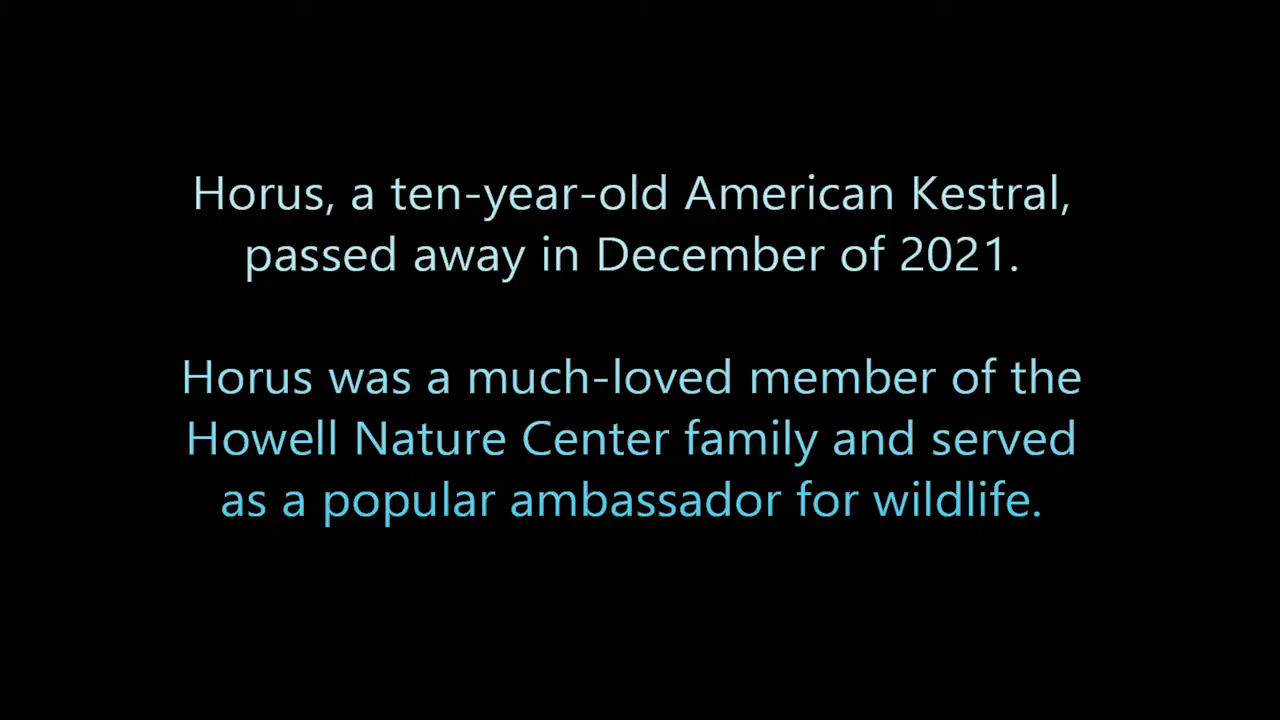 Horus, a ten-year-old American Kestral,
passed away in December of 2021.
Horus was a much-loved member of the
Howell Nature Center family and served
as a popular ambassador for wildlife.